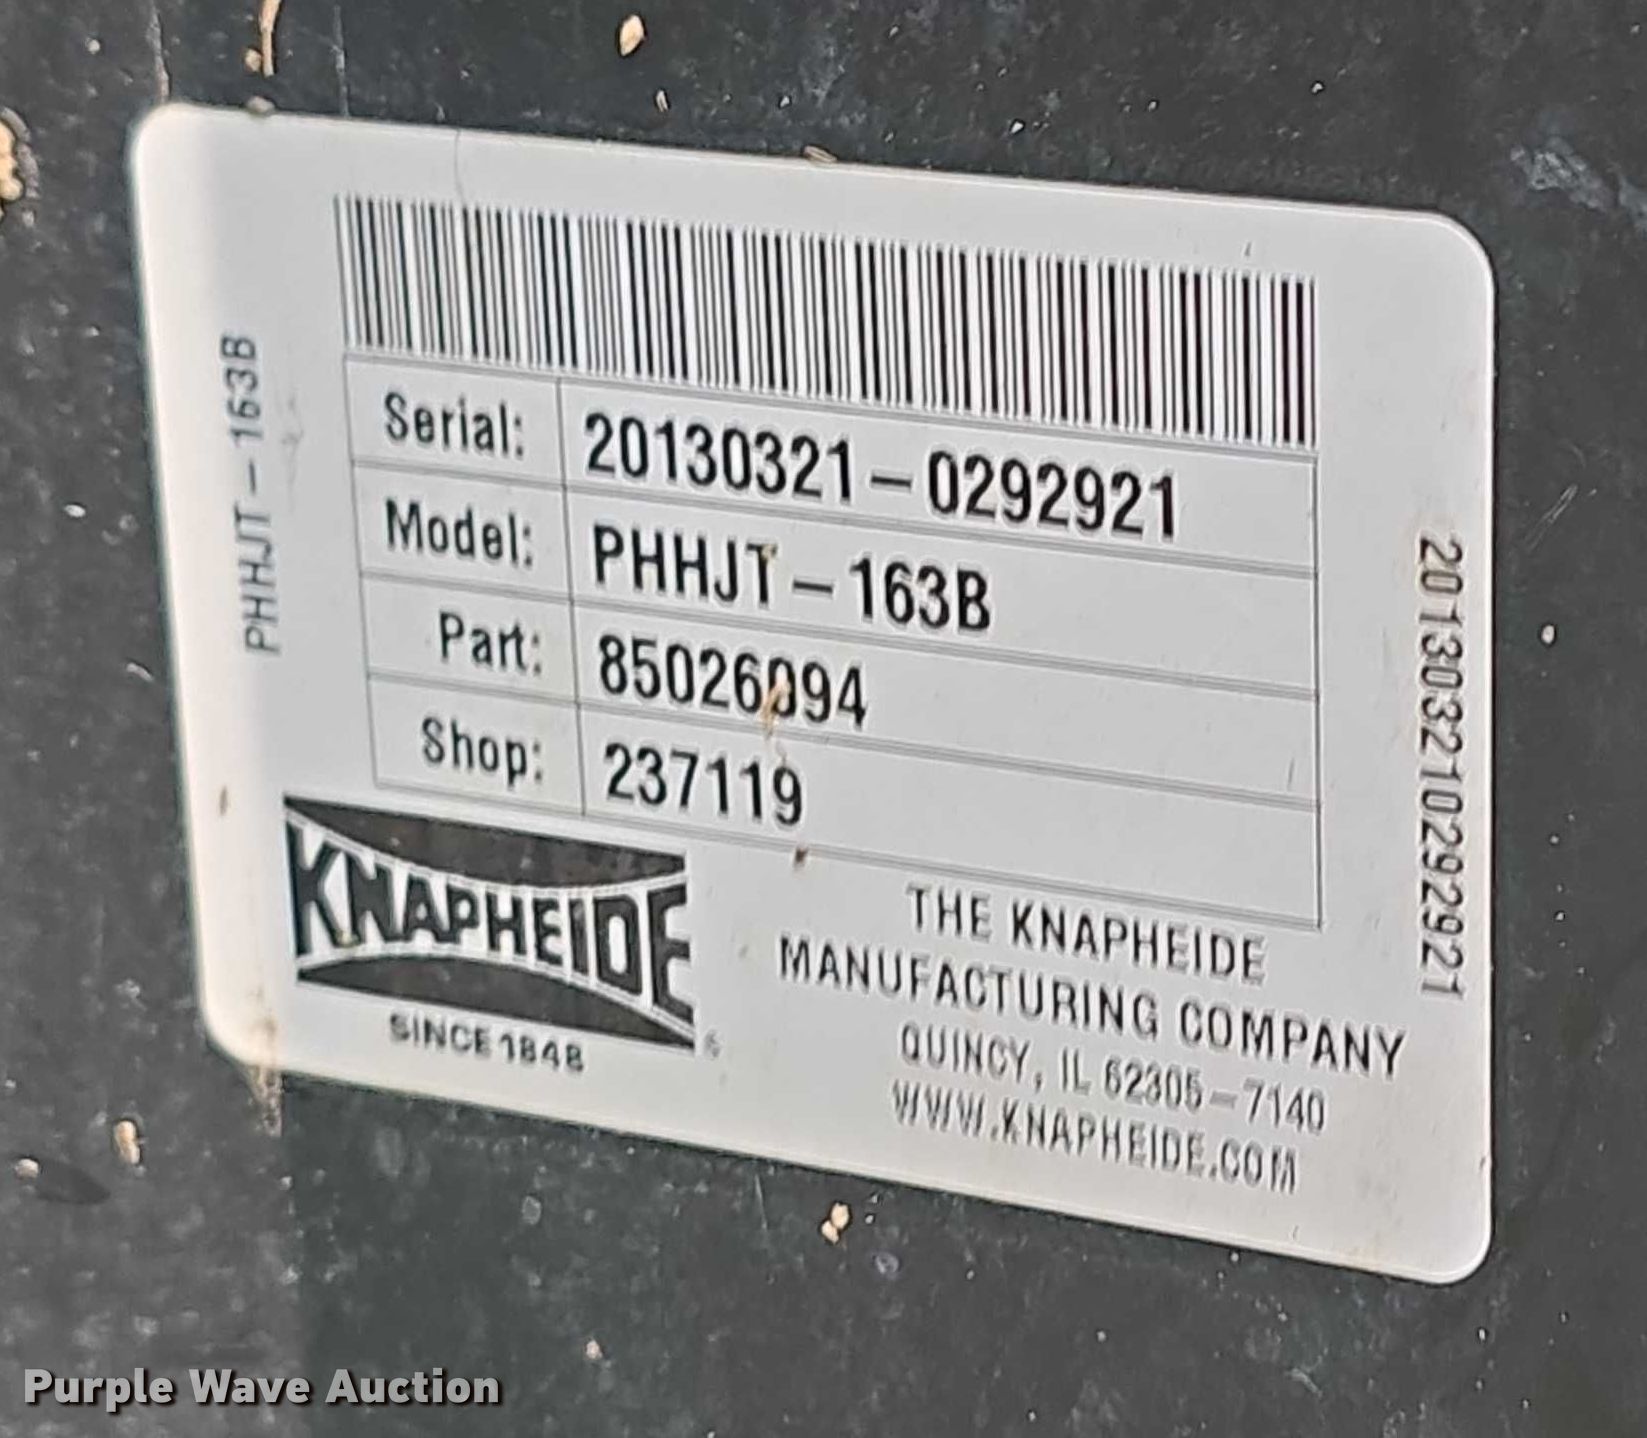 PHHJT-163B
Serial: 20130321-0292921
Model: PHHJT-163B
Part: 85026094
Shop: 237119
KNAPHEIDE
SINCE 1848
THE KNAPHEIDE
MANUFACTURING COMPANY
QUINCY, IL 62305-7140
WWW.KNAPHEIDE.COM
201303210292921
Purple Wave Auction